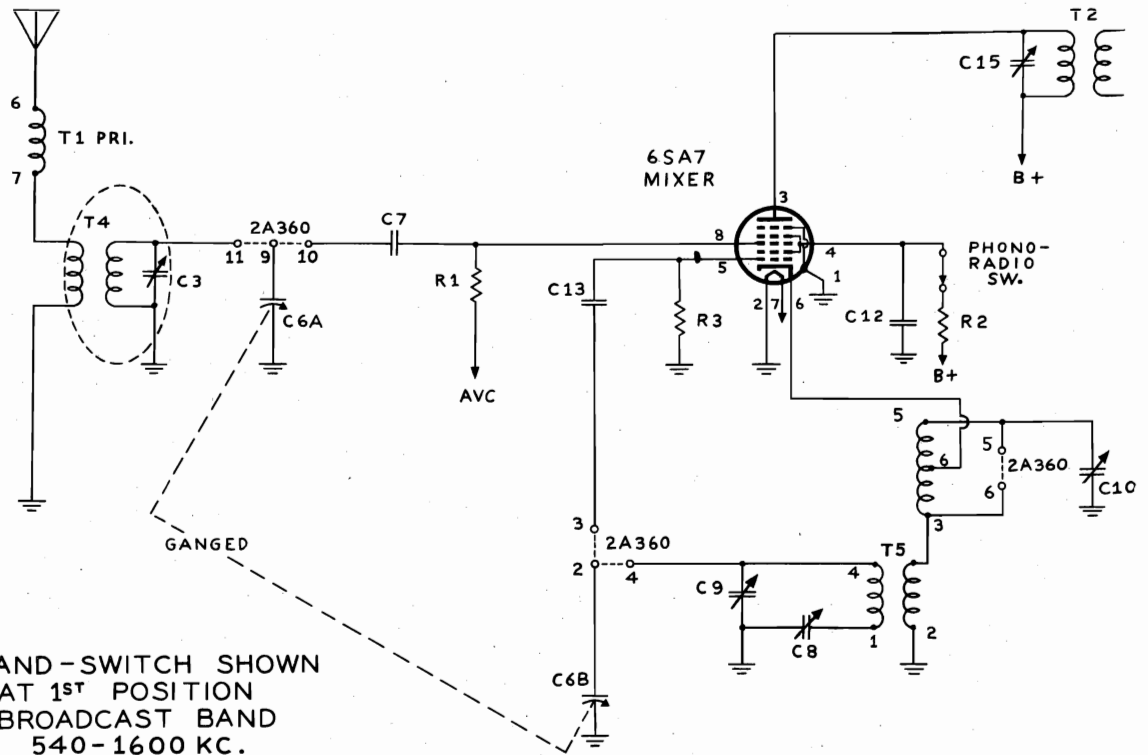 T2
C15
B+
6
T1 PRI.
7
6SA7
MIXER
3
T4
2A360
11 9 10
C7
8
5
4
1
PHONO-
RADIO
SW.
C3
C6A
R1
C13
R3
2 7 6
C12
R2
B+
AVC
5
6
5
2A360
6
C10
3
GANGED
3
2A360
2 4
C9
4
T5
1
2
C8
C6B
AND-SWITCH SHOWN
AT 1ST POSITION
BROADCAST BAND
540-1600 KC.